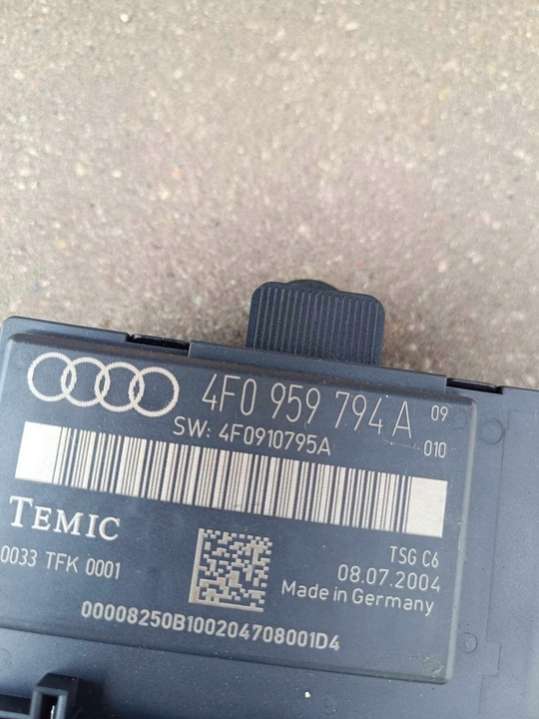 4F0 959 794 A 09
SW: 4F0910795A 010
TEMIC
TSG C6
0033 TFK 0001
08.07.2004
Made in Germany
00008250B100204708001D4